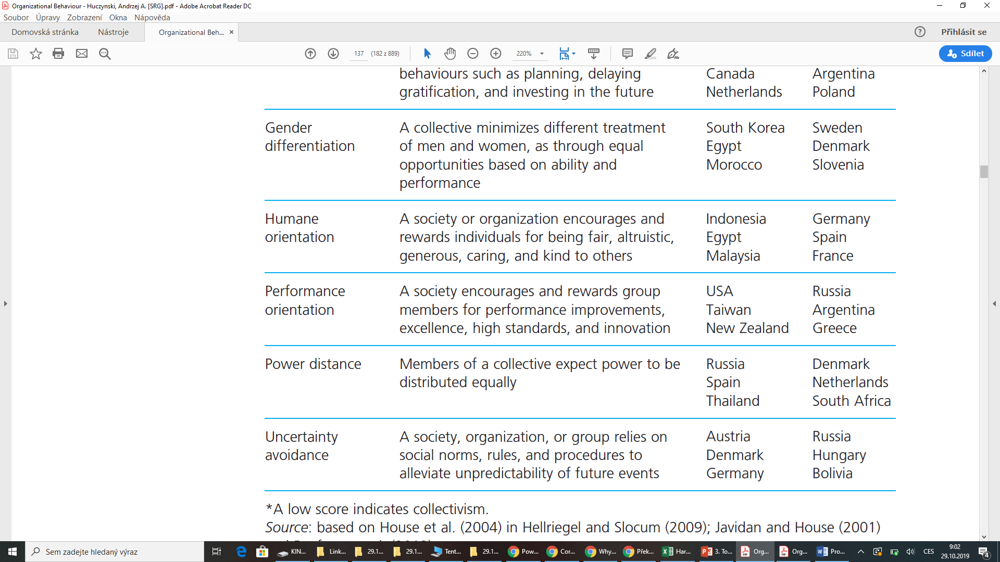 Organizational Behaviour - Huczynski, Andrzej A. [SRG].pdf - Adobe Acrobat Reader DC
Soubor Úpravy Zobrazení Okna Nápověda
Domovská stránka Nástroje Organizational Beh... × Přihlásit se
137 (182 z 889) 220% Sdílet
behaviours such as planning, delaying Canada Argentina
gratification, and investing in the future Netherlands Poland
Gender A collective minimizes different treatment South Korea Sweden
differentiation of men and women, as through equal Egypt Denmark
opportunities based on ability and Morocco Slovenia
performance
Humane A society or organization encourages and Indonesia Germany
orientation rewards individuals for being fair, altruistic, Egypt Spain
generous, caring, and kind to others Malaysia France
Performance A society encourages and rewards group USA Russia
orientation members for performance improvements, Taiwan Argentina
excellence, high standards, and innovation New Zealand Greece
Power distance Members of a collective expect power to be Russia Denmark
distributed equally Spain Netherlands
Thailand South Africa
Uncertainty A society, organization, or group relies on Austria Russia
avoidance social norms, rules, and procedures to Denmark Hungary
alleviate unpredictability of future events Germany Bolivia
*A low score indicates collectivism.
Source: based on House et al. (2004) in Hellriegel and Slocum (2009); Javidan and House (2001)
Sem zadejte hledaný výraz KIN... Link... 29.1... 29.1... Tent... 29.1... Pow... Cor... Why... Přek... Har... 3. To... Org... Org... Pro... CES 9:02
29.10.2019 4